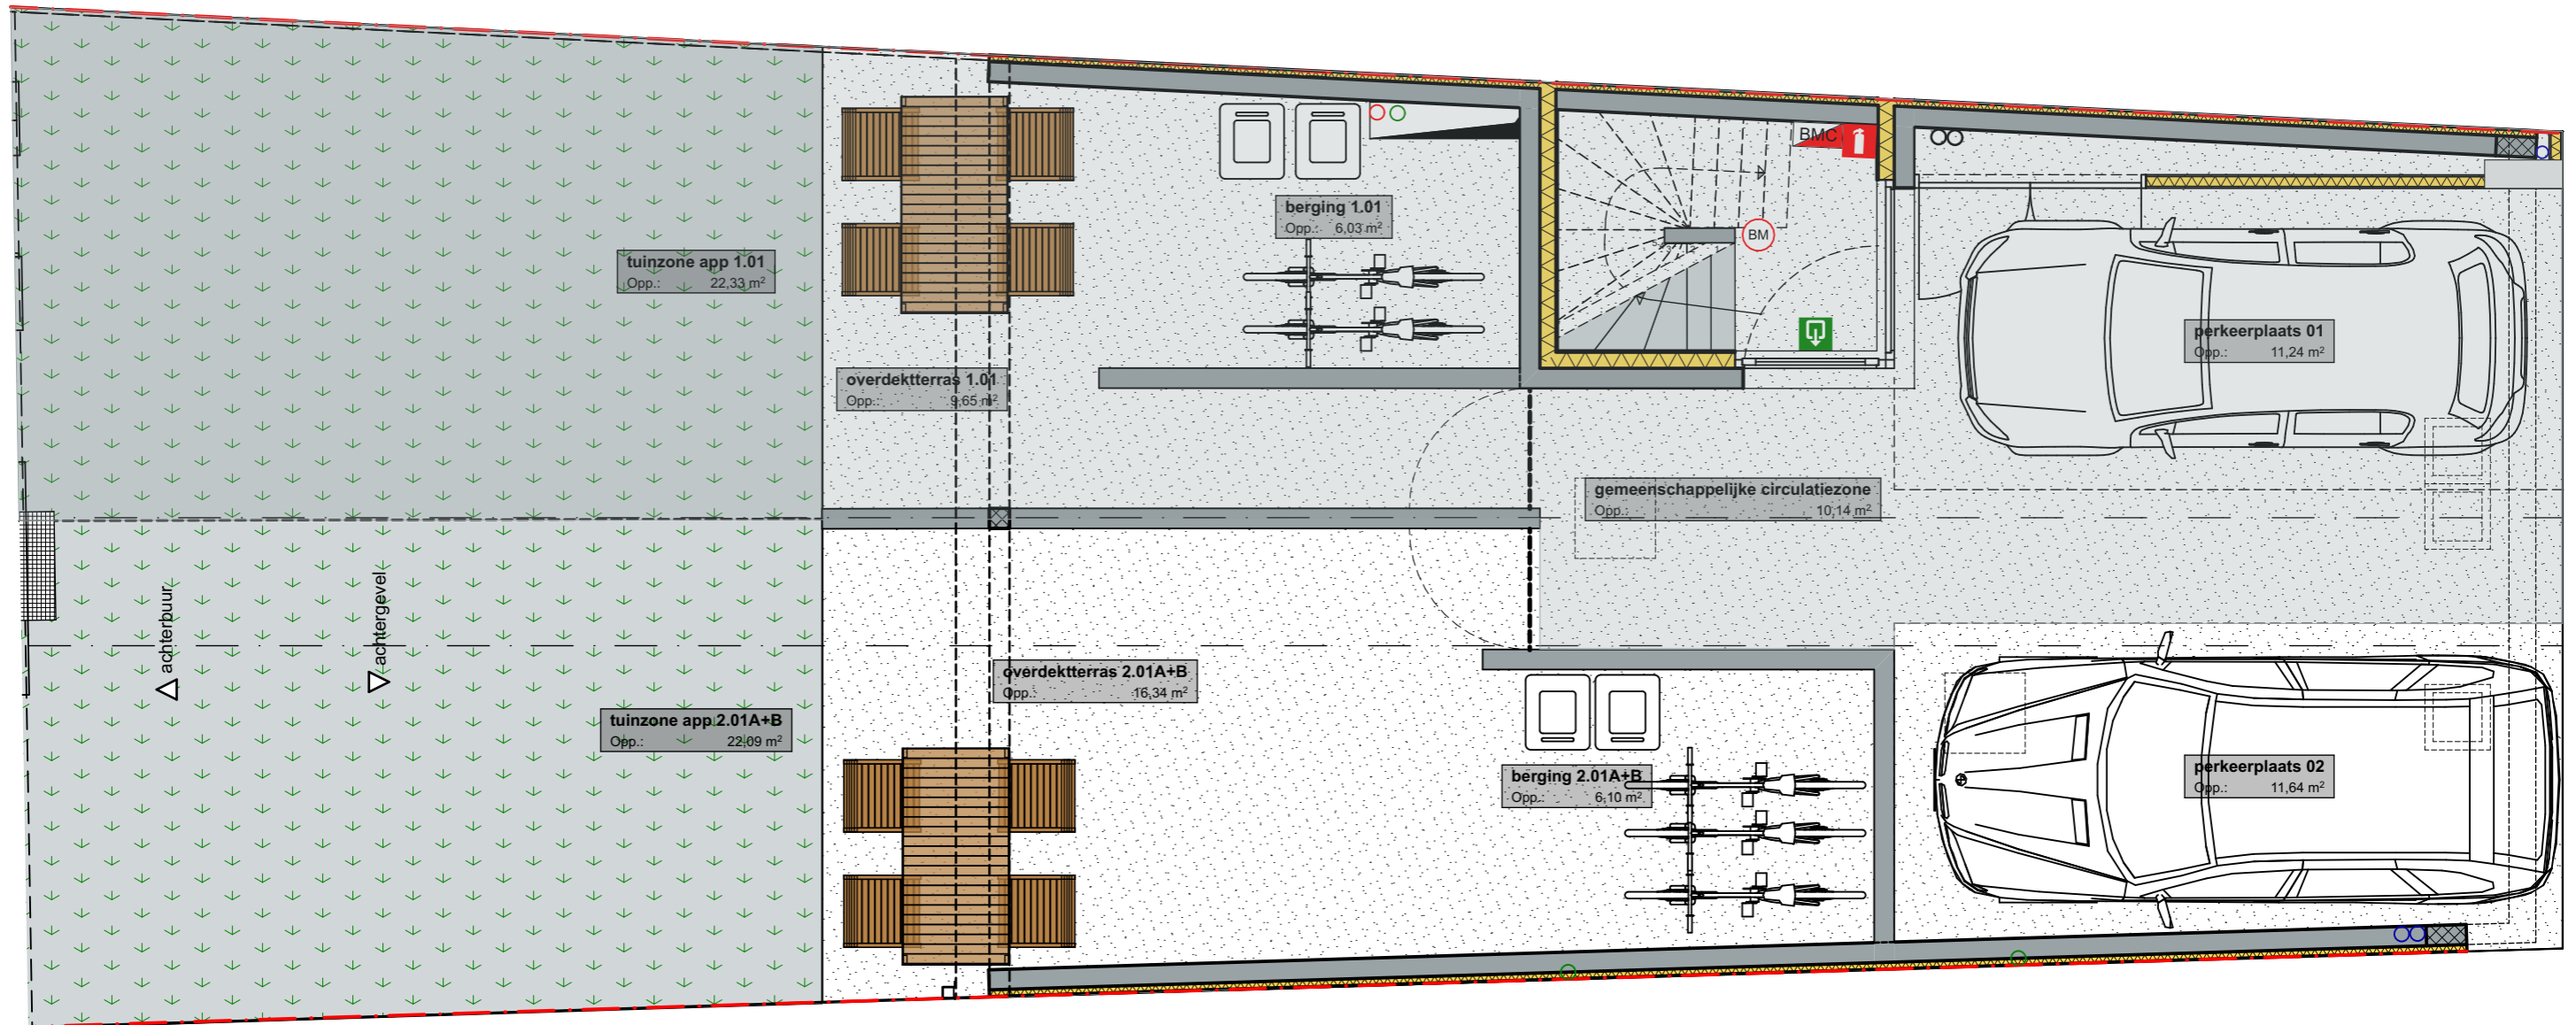 BMC
berging 1.01
Opp.: 6,03 m²
BM
tuinzone app 1.01
Opp.: 22,33 m²
perkeerplaats 01
Opp.: 11,24 m²
overdektterras 1.01
Opp.: 9,65 m²
gemeenschappelijke circulatiezone
Opp.: 10,14 m²
achterbuur
achtergevel
overdektterras 2.01A+B
Opp.: 16,34 m²
tuinzone app 2.01A+B
Opp.: 22,09 m²
berging 2.01A+B
Opp.: 6,10 m²
perkeerplaats 02
Opp.: 11,64 m²